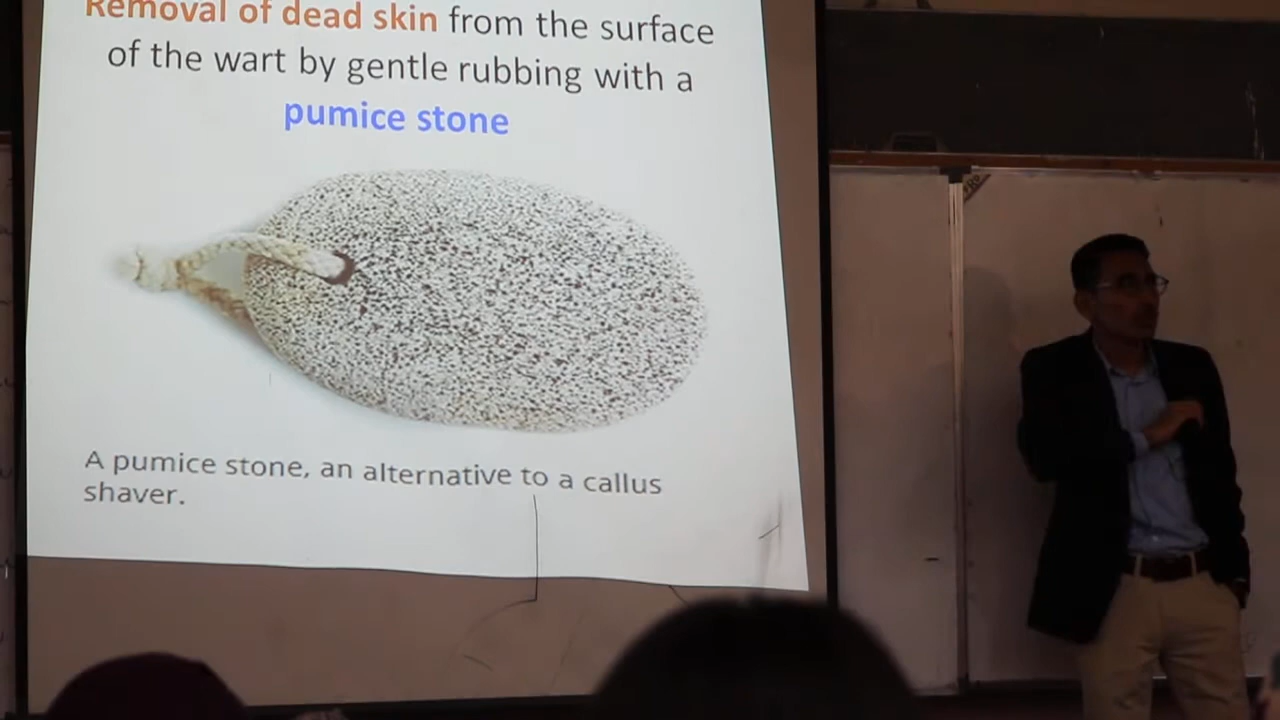 Removal of dead skin from the surface
of the wart by gentle rubbing with a
pumice stone
A pumice stone, an alternative to a callus
shaver.